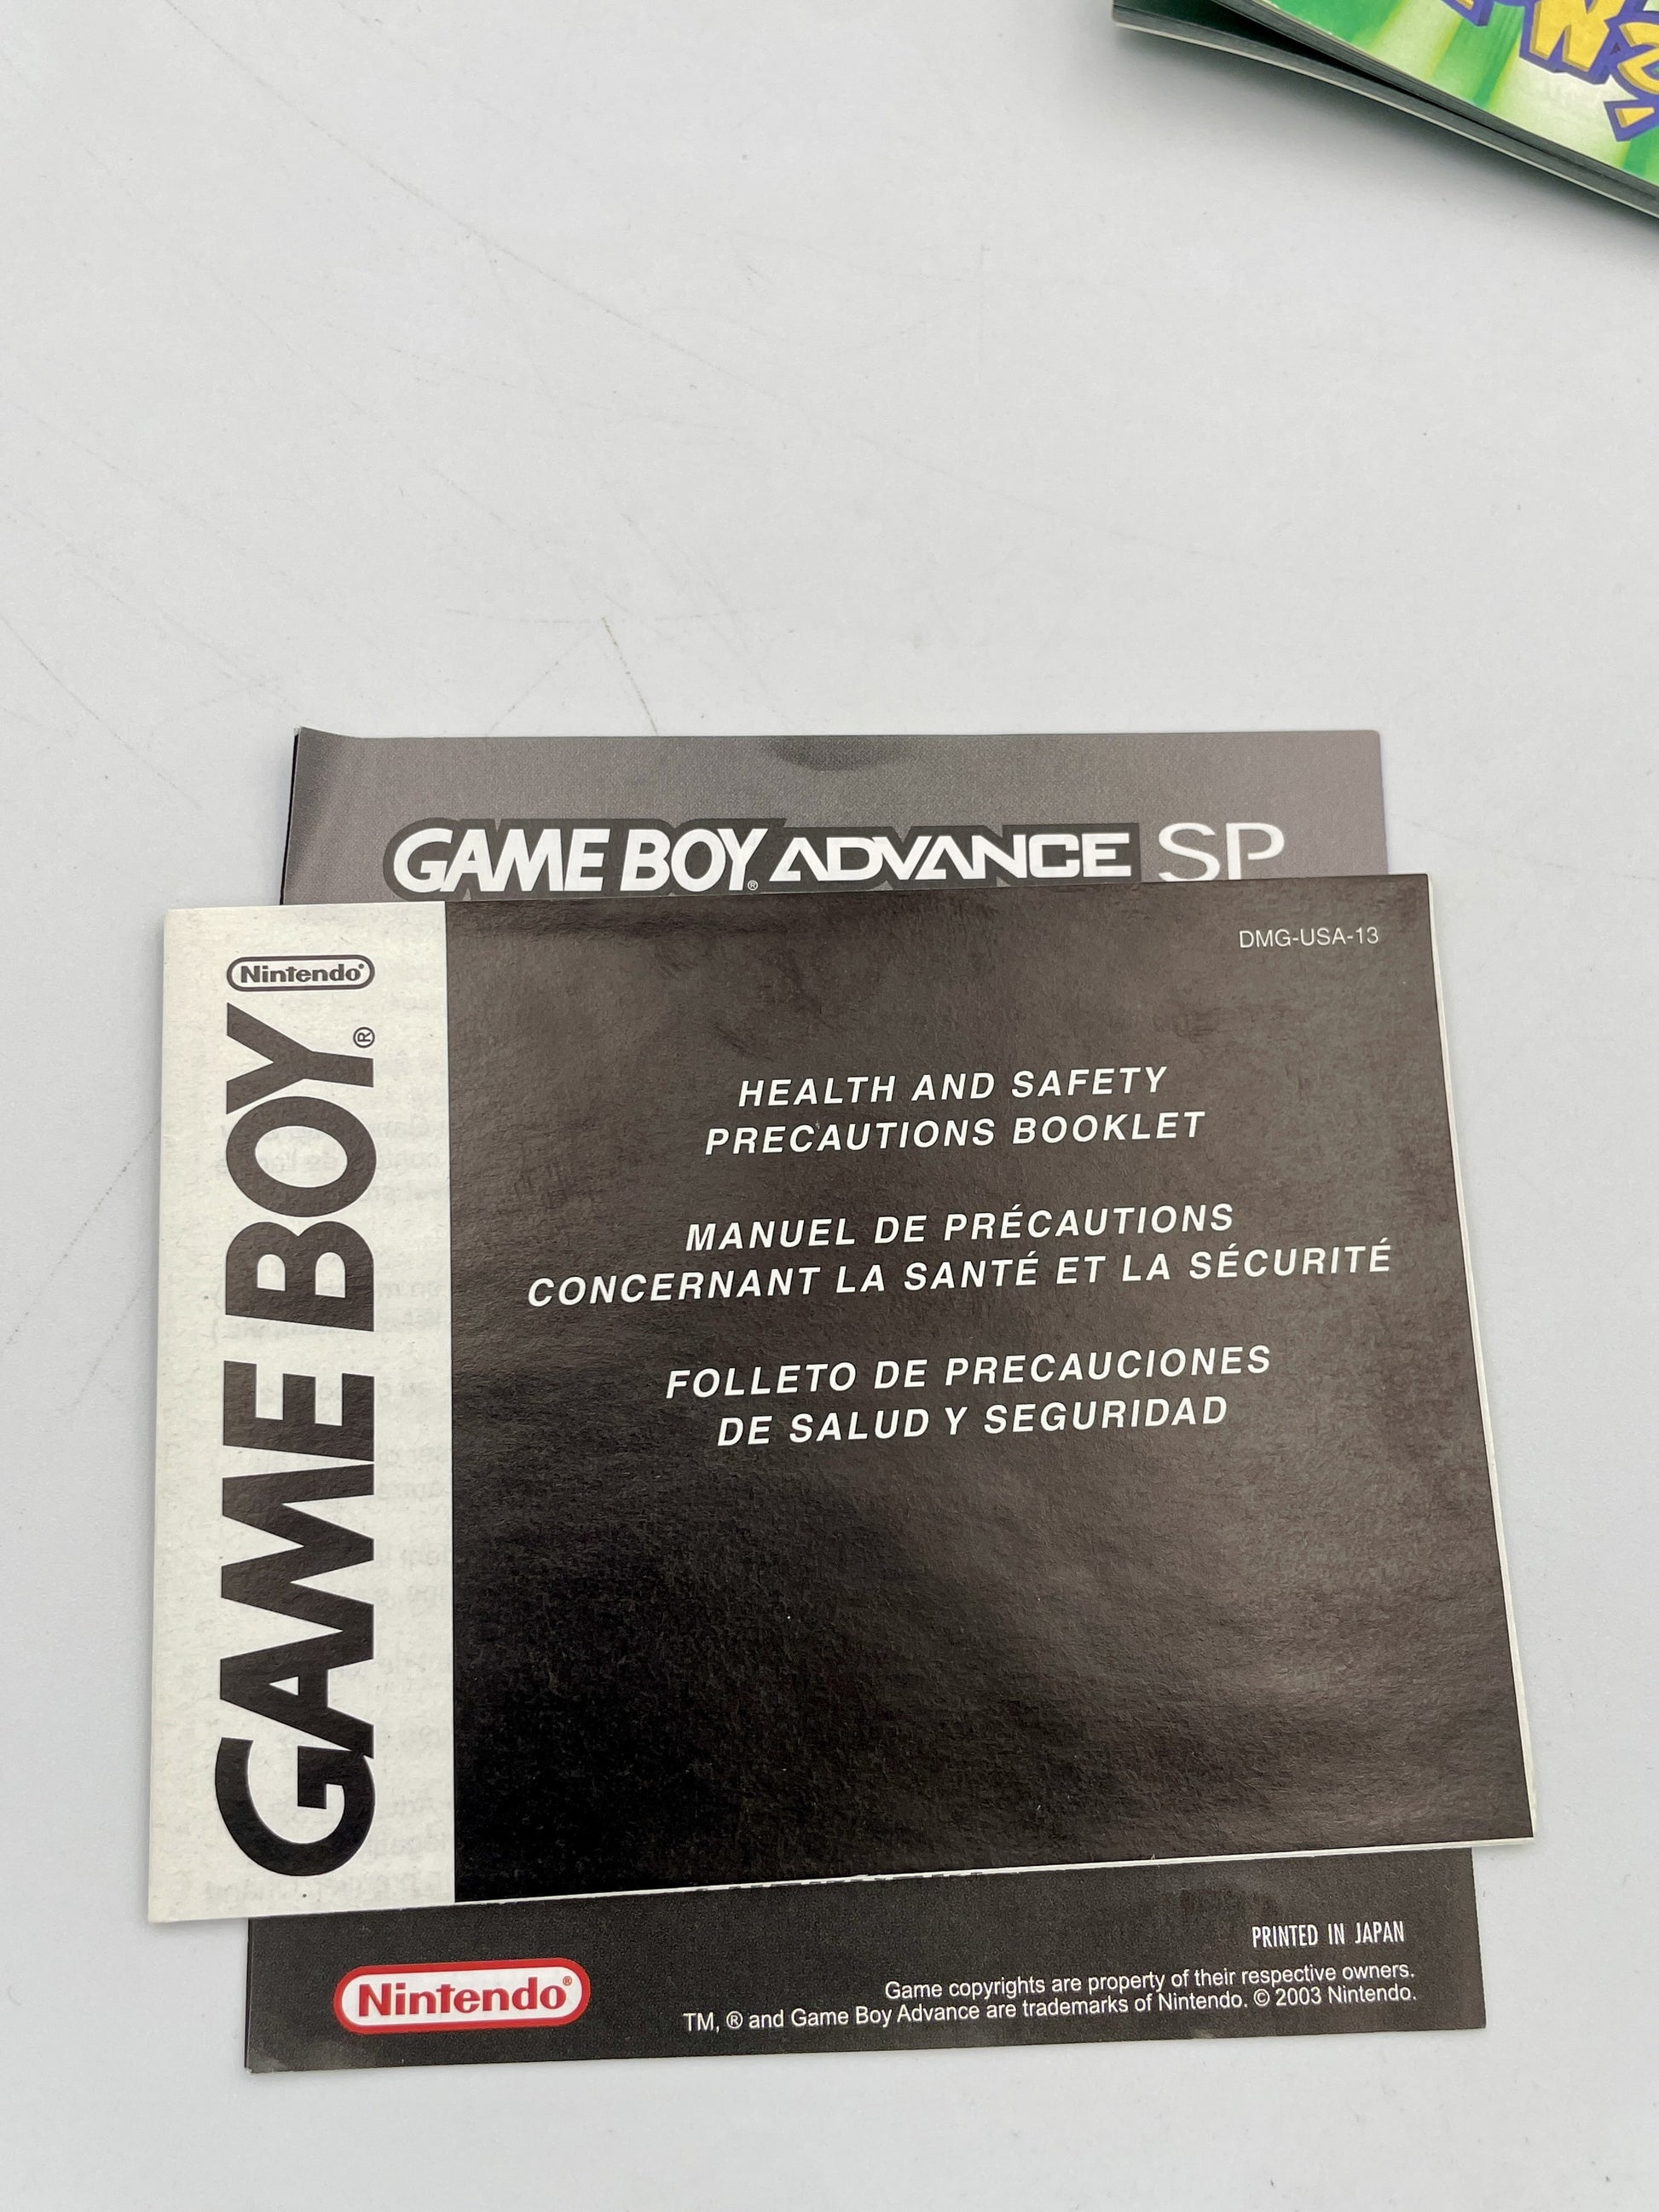 GAME BOY® ADVANCE SP
Nintendo®
GAME BOY®
DMG-USA-13
HEALTH AND SAFETY
PRECAUTIONS BOOKLET
MANUEL DE PRÉCAUTIONS
CONCERNANT LA SANTÉ ET LA SÉCURITÉ
FOLLETO DE PRECAUCIONES
DE SALUD Y SEGURIDAD
PRINTED IN JAPAN
Nintendo®
Game copyrights are property of their respective owners.
TM, ® and Game Boy Advance are trademarks of Nintendo. © 2003 Nintendo.